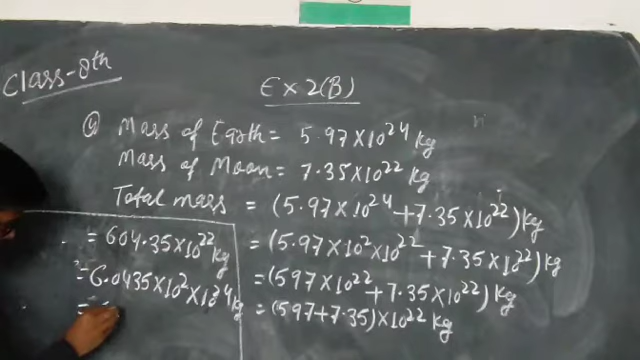 Class-8th
Ex 2(B)
Q Mass of Earth = 5.97×10²⁴ kg
Mass of Moon = 7.35×10²² kg
Total mass = (5.97×10²⁴ + 7.35×10²²) kg
= (5.97×10²×10²² + 7.35×10²²) kg
= (597×10²² + 7.35×10²²) kg
= (597+7.35)×10²² kg
= 604.35×10²² kg
= 6.0435×10²×10²⁴ kg
=